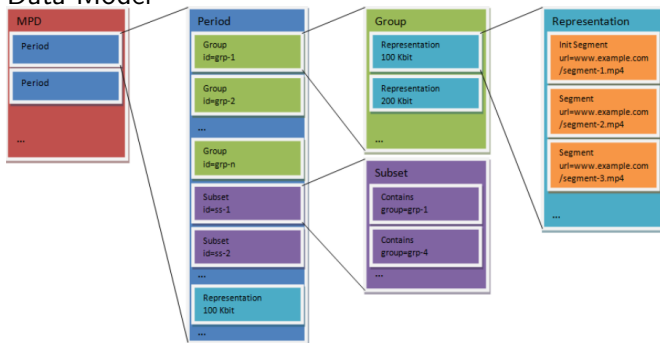 Data Model
MPD
Period
Period
...
Period
Group
id=grp-1
Group
id=grp-2
...
Group
id=grp-n
Subset
id=ss-1
Subset
id=ss-2
...
Representation
100 Kbit
...
Group
Representation
100 Kbit
Representation
200 Kbit
...
Subset
Contains
group=grp-1
Contains
group=grp-4
...
Representation
Init Segment
url=www.example.com
/segment-1.mp4
Segment
url=www.example.com
/segment-2.mp4
Segment
url=www.example.com
/segment-3.mp4
...